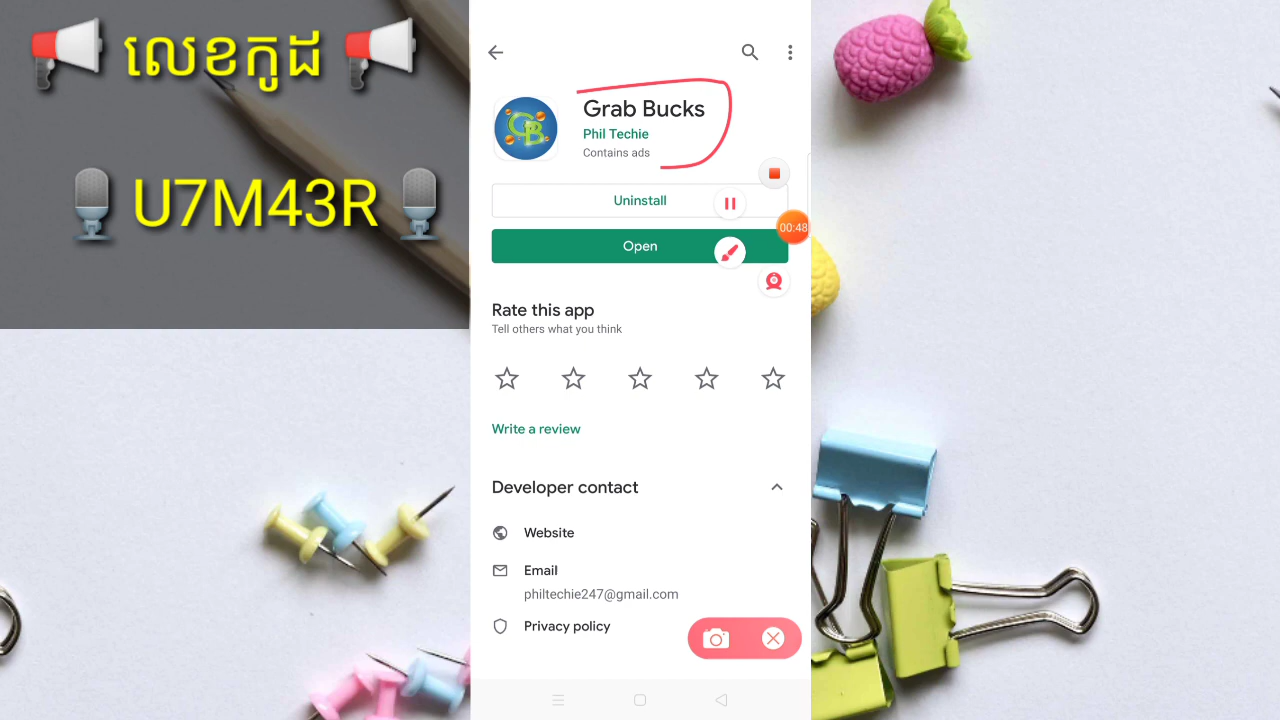 លេខកូដ
U7M43R
Grab Bucks
Phil Techie
Contains ads
Uninstall
Open
00:48
Rate this app
Tell others what you think
Write a review
Developer contact
Website
Email
philtechie247@gmail.com
Privacy policy